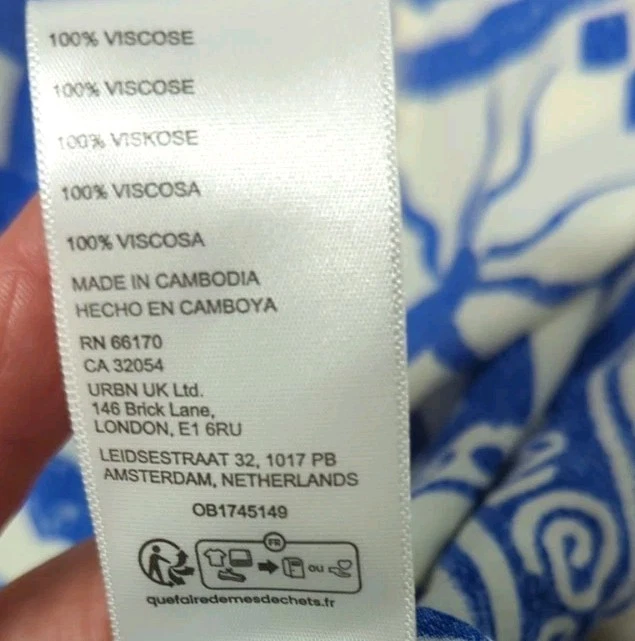 100% VISCOSE
100% VISCOSE
100% VISKOSE
100% VISCOSA
100% VISCOSA
MADE IN CAMBODIA
HECHO EN CAMBOYA
RN 66170
CA 32054
URBN UK Ltd.
146 Brick Lane,
LONDON, E1 6RU
LEIDSESTRAAT 32, 1017 PB
AMSTERDAM, NETHERLANDS
OB1745149
FR
OU
quefairedemesdechets.fr